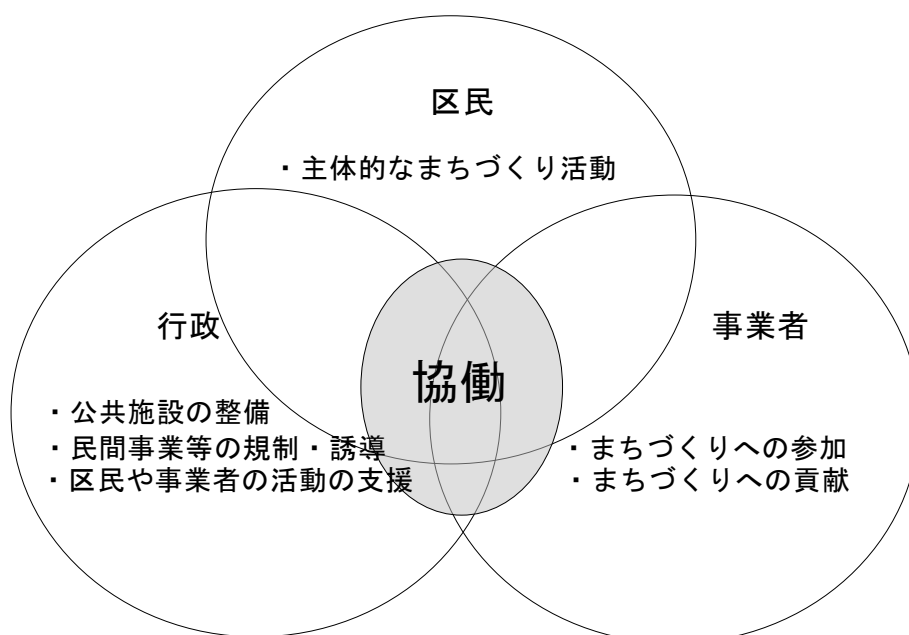 区民
・主体的なまちづくり活動
行政
・公共施設の整備
・民間事業等の規制・誘導
・区民や事業者の活動の支援
協働
事業者
・まちづくりへの参加
・まちづくりへの貢献